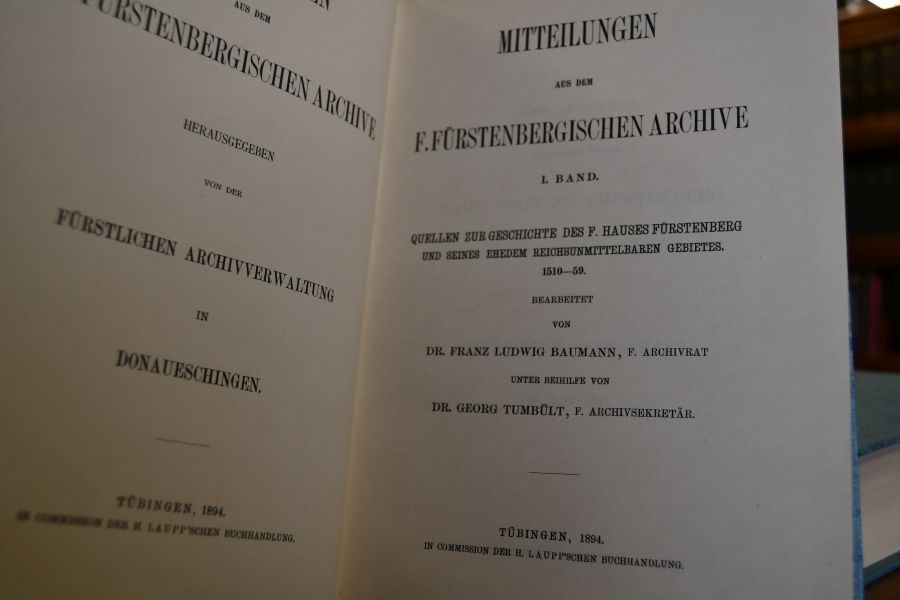 AUS DEM
FÜRSTENBERGISCHEN ARCHIVE
HERAUSGEGEBEN
VON DER
FÜRSTLICHEN ARCHIVVERWALTUNG
IN
DONAUESCHINGEN.
TÜBINGEN, 1894.
IN COMMISSION DER H. LAUPP'SCHEN BUCHHANDLUNG.
MITTEILUNGEN
AUS DEM
F. FÜRSTENBERGISCHEN ARCHIVE
I. BAND.
QUELLEN ZUR GESCHICHTE DES F. HAUSES FÜRSTENBERG
UND SEINES EHEDEM REICHSUNMITTELBAREN GEBIETES.
1510—59.
BEARBEITET
VON
DR. FRANZ LUDWIG BAUMANN, F. ARCHIVRAT
UNTER BEIHILFE VON
DR. GEORG TUMBÜLT, F. ARCHIVSEKRETÄR.
TÜBINGEN, 1894.
IN COMMISSION DER H. LAUPP'SCHEN BUCHHANDLUNG.